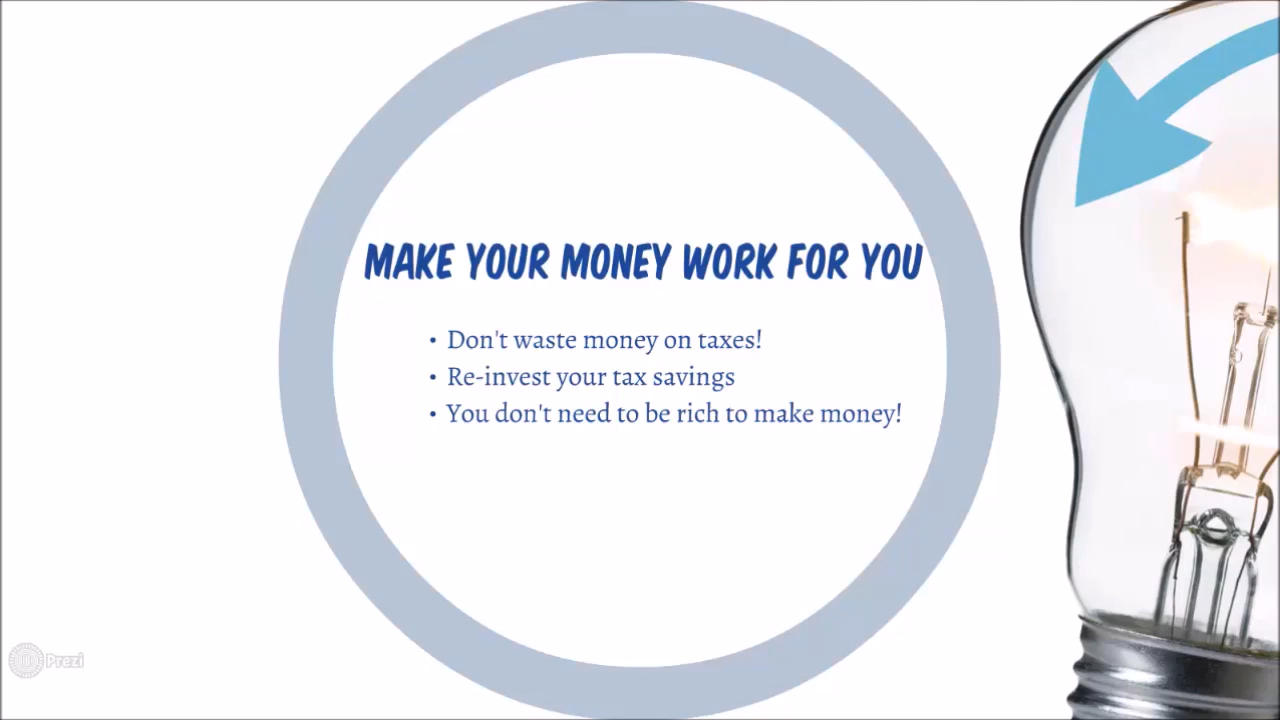 MAKE YOUR MONEY WORK FOR YOU
• Don't waste money on taxes!
• Re-invest your tax savings
• You don't need to be rich to make money!
Prezi